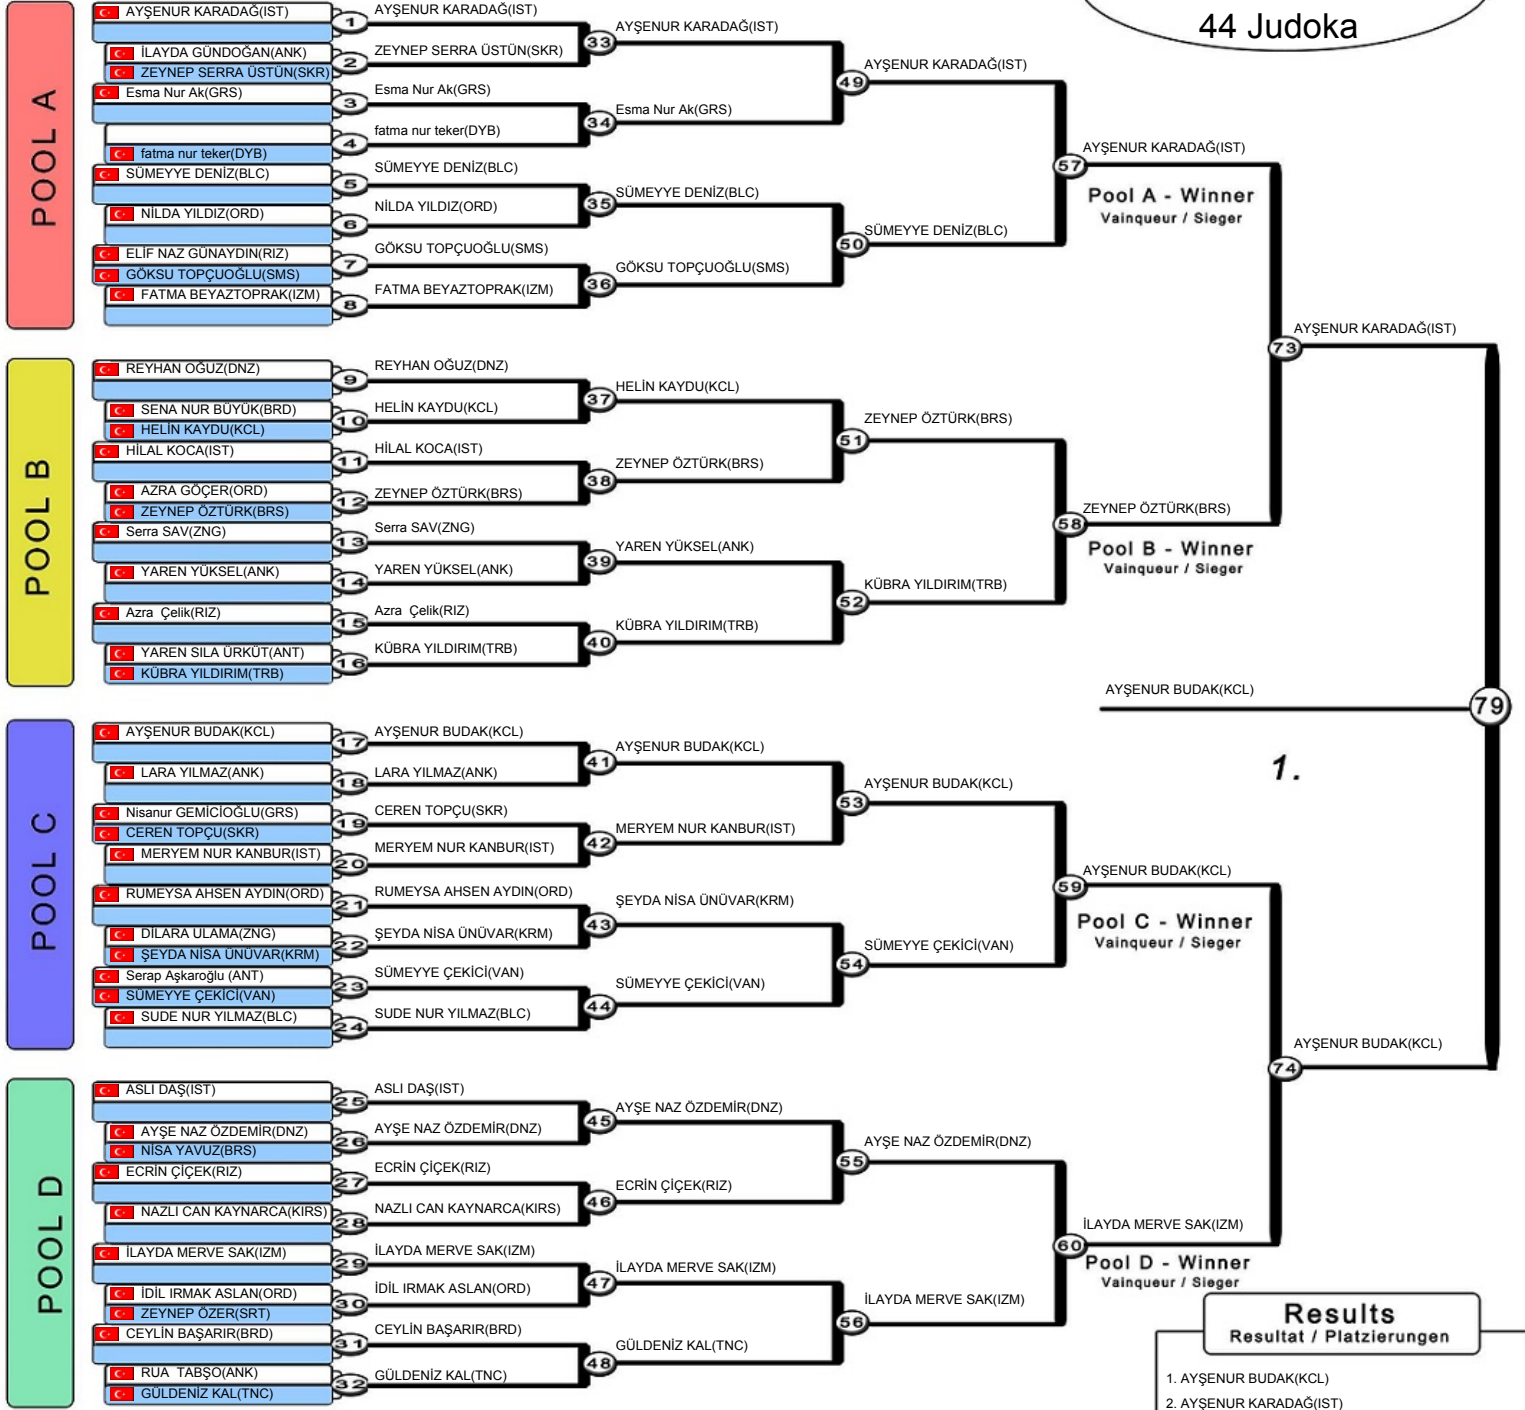 44 Judoka
POOL A
AYŞENUR KARADAĞ(IST)
İLAYDA GÜNDOĞAN(ANK)
ZEYNEP SERRA ÜSTÜN(SKR)
Esma Nur Ak(GRS)
fatma nur teker(DYB)
SÜMEYYE DENİZ(BLC)
NİLDA YILDIZ(ORD)
ELİF NAZ GÜNAYDIN(RIZ)
GÖKSU TOPÇUOĞLU(SMS)
FATMA BEYAZTOPRAK(IZM)
1
2
3
4
5
6
7
8
AYŞENUR KARADAĞ(IST)
ZEYNEP SERRA ÜSTÜN(SKR)
Esma Nur Ak(GRS)
fatma nur teker(DYB)
SÜMEYYE DENİZ(BLC)
NİLDA YILDIZ(ORD)
GÖKSU TOPÇUOĞLU(SMS)
FATMA BEYAZTOPRAK(IZM)
33
34
35
36
AYŞENUR KARADAĞ(IST)
Esma Nur Ak(GRS)
SÜMEYYE DENİZ(BLC)
GÖKSU TOPÇUOĞLU(SMS)
49
50
AYŞENUR KARADAĞ(IST)
SÜMEYYE DENİZ(BLC)
57
AYŞENUR KARADAĞ(IST)
Pool A - Winner
Vainqueur / Sieger
POOL B
REYHAN OĞUZ(DNZ)
SENA NUR BÜYÜK(BRD)
HELİN KAYDU(KCL)
HİLAL KOCA(IST)
AZRA GÖÇER(ORD)
ZEYNEP ÖZTÜRK(BRS)
Serra SAV(ZNG)
YAREN YÜKSEL(ANK)
Azra  Çelik(RIZ)
YAREN SILA ÜRKÜT(ANT)
KÜBRA YILDIRIM(TRB)
9
10
11
12
13
14
15
16
REYHAN OĞUZ(DNZ)
HELİN KAYDU(KCL)
HİLAL KOCA(IST)
ZEYNEP ÖZTÜRK(BRS)
Serra SAV(ZNG)
YAREN YÜKSEL(ANK)
Azra  Çelik(RIZ)
KÜBRA YILDIRIM(TRB)
37
38
39
40
HELİN KAYDU(KCL)
ZEYNEP ÖZTÜRK(BRS)
YAREN YÜKSEL(ANK)
KÜBRA YILDIRIM(TRB)
51
52
ZEYNEP ÖZTÜRK(BRS)
KÜBRA YILDIRIM(TRB)
58
ZEYNEP ÖZTÜRK(BRS)
Pool B - Winner
Vainqueur / Sieger
73
AYŞENUR KARADAĞ(IST)
AYŞENUR BUDAK(KCL)
79
1.
POOL C
AYŞENUR BUDAK(KCL)
LARA YILMAZ(ANK)
Nisanur GEMİCİOĞLU(GRS)
CEREN TOPÇU(SKR)
MERYEM NUR KANBUR(IST)
RUMEYSA AHSEN AYDIN(ORD)
DİLARA ULAMA(ZNG)
ŞEYDA NİSA ÜNÜVAR(KRM)
Serap Aşkaroğlu (ANT)
SÜMEYYE ÇEKİCİ(VAN)
SUDE NUR YILMAZ(BLC)
17
18
19
20
21
22
23
24
AYŞENUR BUDAK(KCL)
LARA YILMAZ(ANK)
CEREN TOPÇU(SKR)
MERYEM NUR KANBUR(IST)
RUMEYSA AHSEN AYDIN(ORD)
ŞEYDA NİSA ÜNÜVAR(KRM)
SÜMEYYE ÇEKİCİ(VAN)
SUDE NUR YILMAZ(BLC)
41
42
43
44
AYŞENUR BUDAK(KCL)
MERYEM NUR KANBUR(IST)
ŞEYDA NİSA ÜNÜVAR(KRM)
SÜMEYYE ÇEKİCİ(VAN)
53
54
AYŞENUR BUDAK(KCL)
SÜMEYYE ÇEKİCİ(VAN)
59
AYŞENUR BUDAK(KCL)
Pool C - Winner
Vainqueur / Sieger
POOL D
ASLI DAŞ(IST)
AYŞE NAZ ÖZDEMİR(DNZ)
NİSA YAVUZ(BRS)
ECRİN ÇİÇEK(RIZ)
NAZLI CAN KAYNARCA(KIRS)
İLAYDA MERVE SAK(IZM)
İDİL IRMAK ASLAN(ORD)
ZEYNEP ÖZER(SRT)
CEYLİN BAŞARIR(BRD)
RUA  TABŞO(ANK)
GÜLDENİZ KAL(TNC)
25
26
27
28
29
30
31
32
ASLI DAŞ(IST)
AYŞE NAZ ÖZDEMİR(DNZ)
ECRİN ÇİÇEK(RIZ)
NAZLI CAN KAYNARCA(KIRS)
İLAYDA MERVE SAK(IZM)
İDİL IRMAK ASLAN(ORD)
CEYLİN BAŞARIR(BRD)
GÜLDENİZ KAL(TNC)
45
46
47
48
AYŞE NAZ ÖZDEMİR(DNZ)
ECRİN ÇİÇEK(RIZ)
İLAYDA MERVE SAK(IZM)
GÜLDENİZ KAL(TNC)
55
56
AYŞE NAZ ÖZDEMİR(DNZ)
İLAYDA MERVE SAK(IZM)
60
İLAYDA MERVE SAK(IZM)
Pool D - Winner
Vainqueur / Sieger
74
AYŞENUR BUDAK(KCL)
Results
Resultat / Platzierungen
1. AYŞENUR BUDAK(KCL)
2. AYŞENUR KARADAĞ(IST)